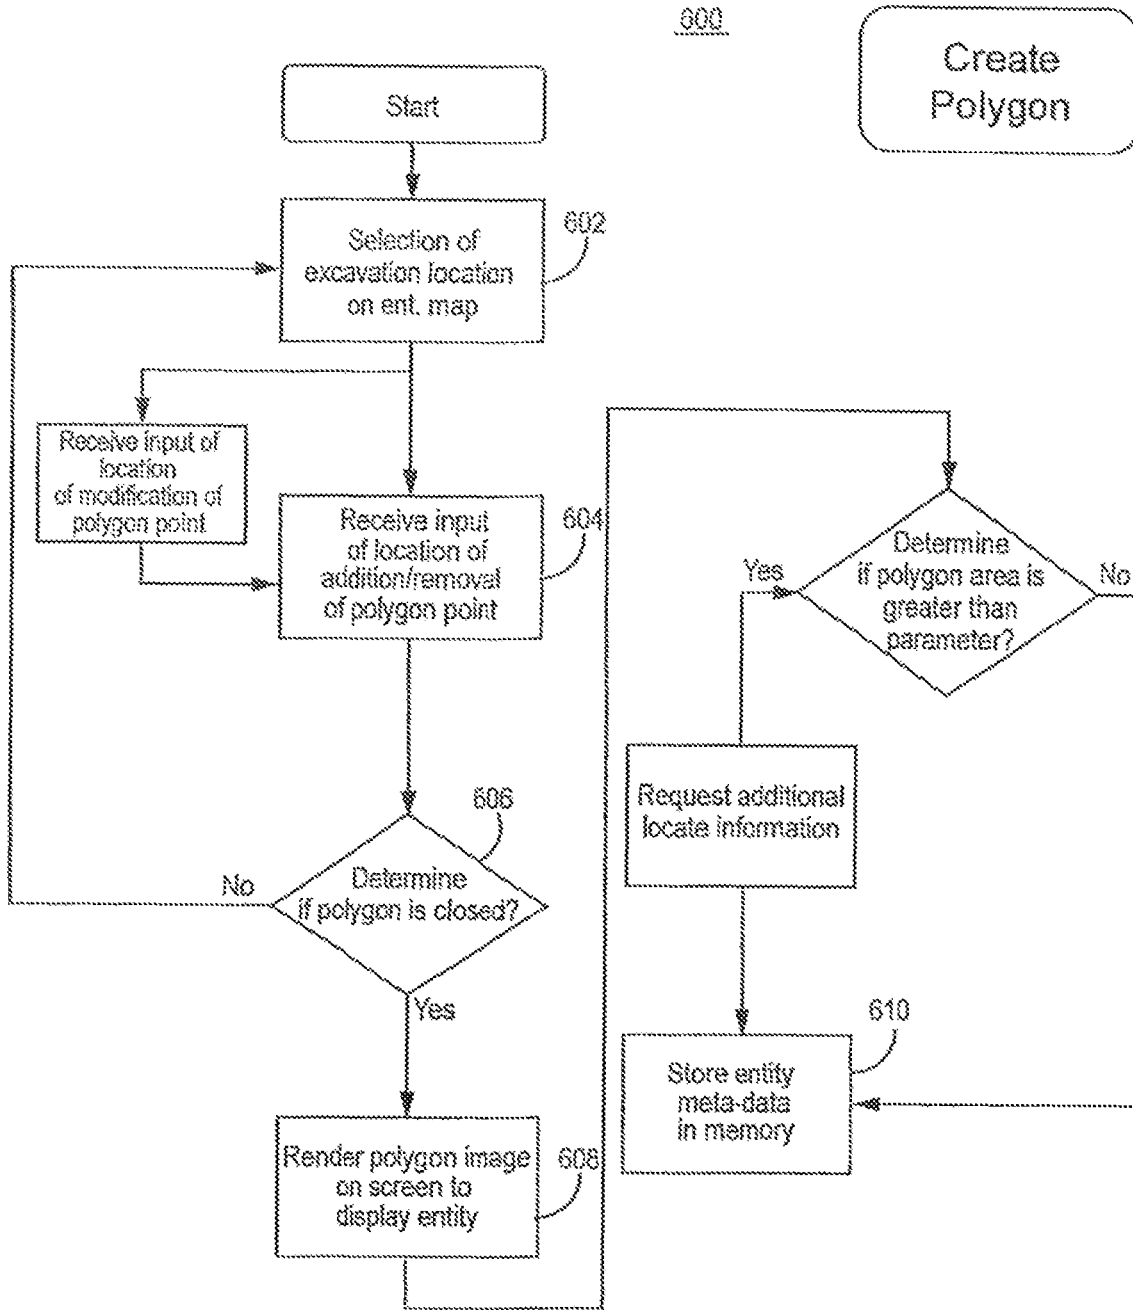 600
Create
Polygon
Start
602
Selection of
excavation location
on ent. map
Receive input of
location
of modification of
polygon point
604
Receive input
of location of
addition/removal
of polygon point
606
Determine
if polygon is closed?
No
Yes
608
Render polygon image
on screen to
display entity
Determine
if polygon area is
greater than
parameter?
Yes
No
Request additional
locate information
610
Store entity
meta-data
in memory